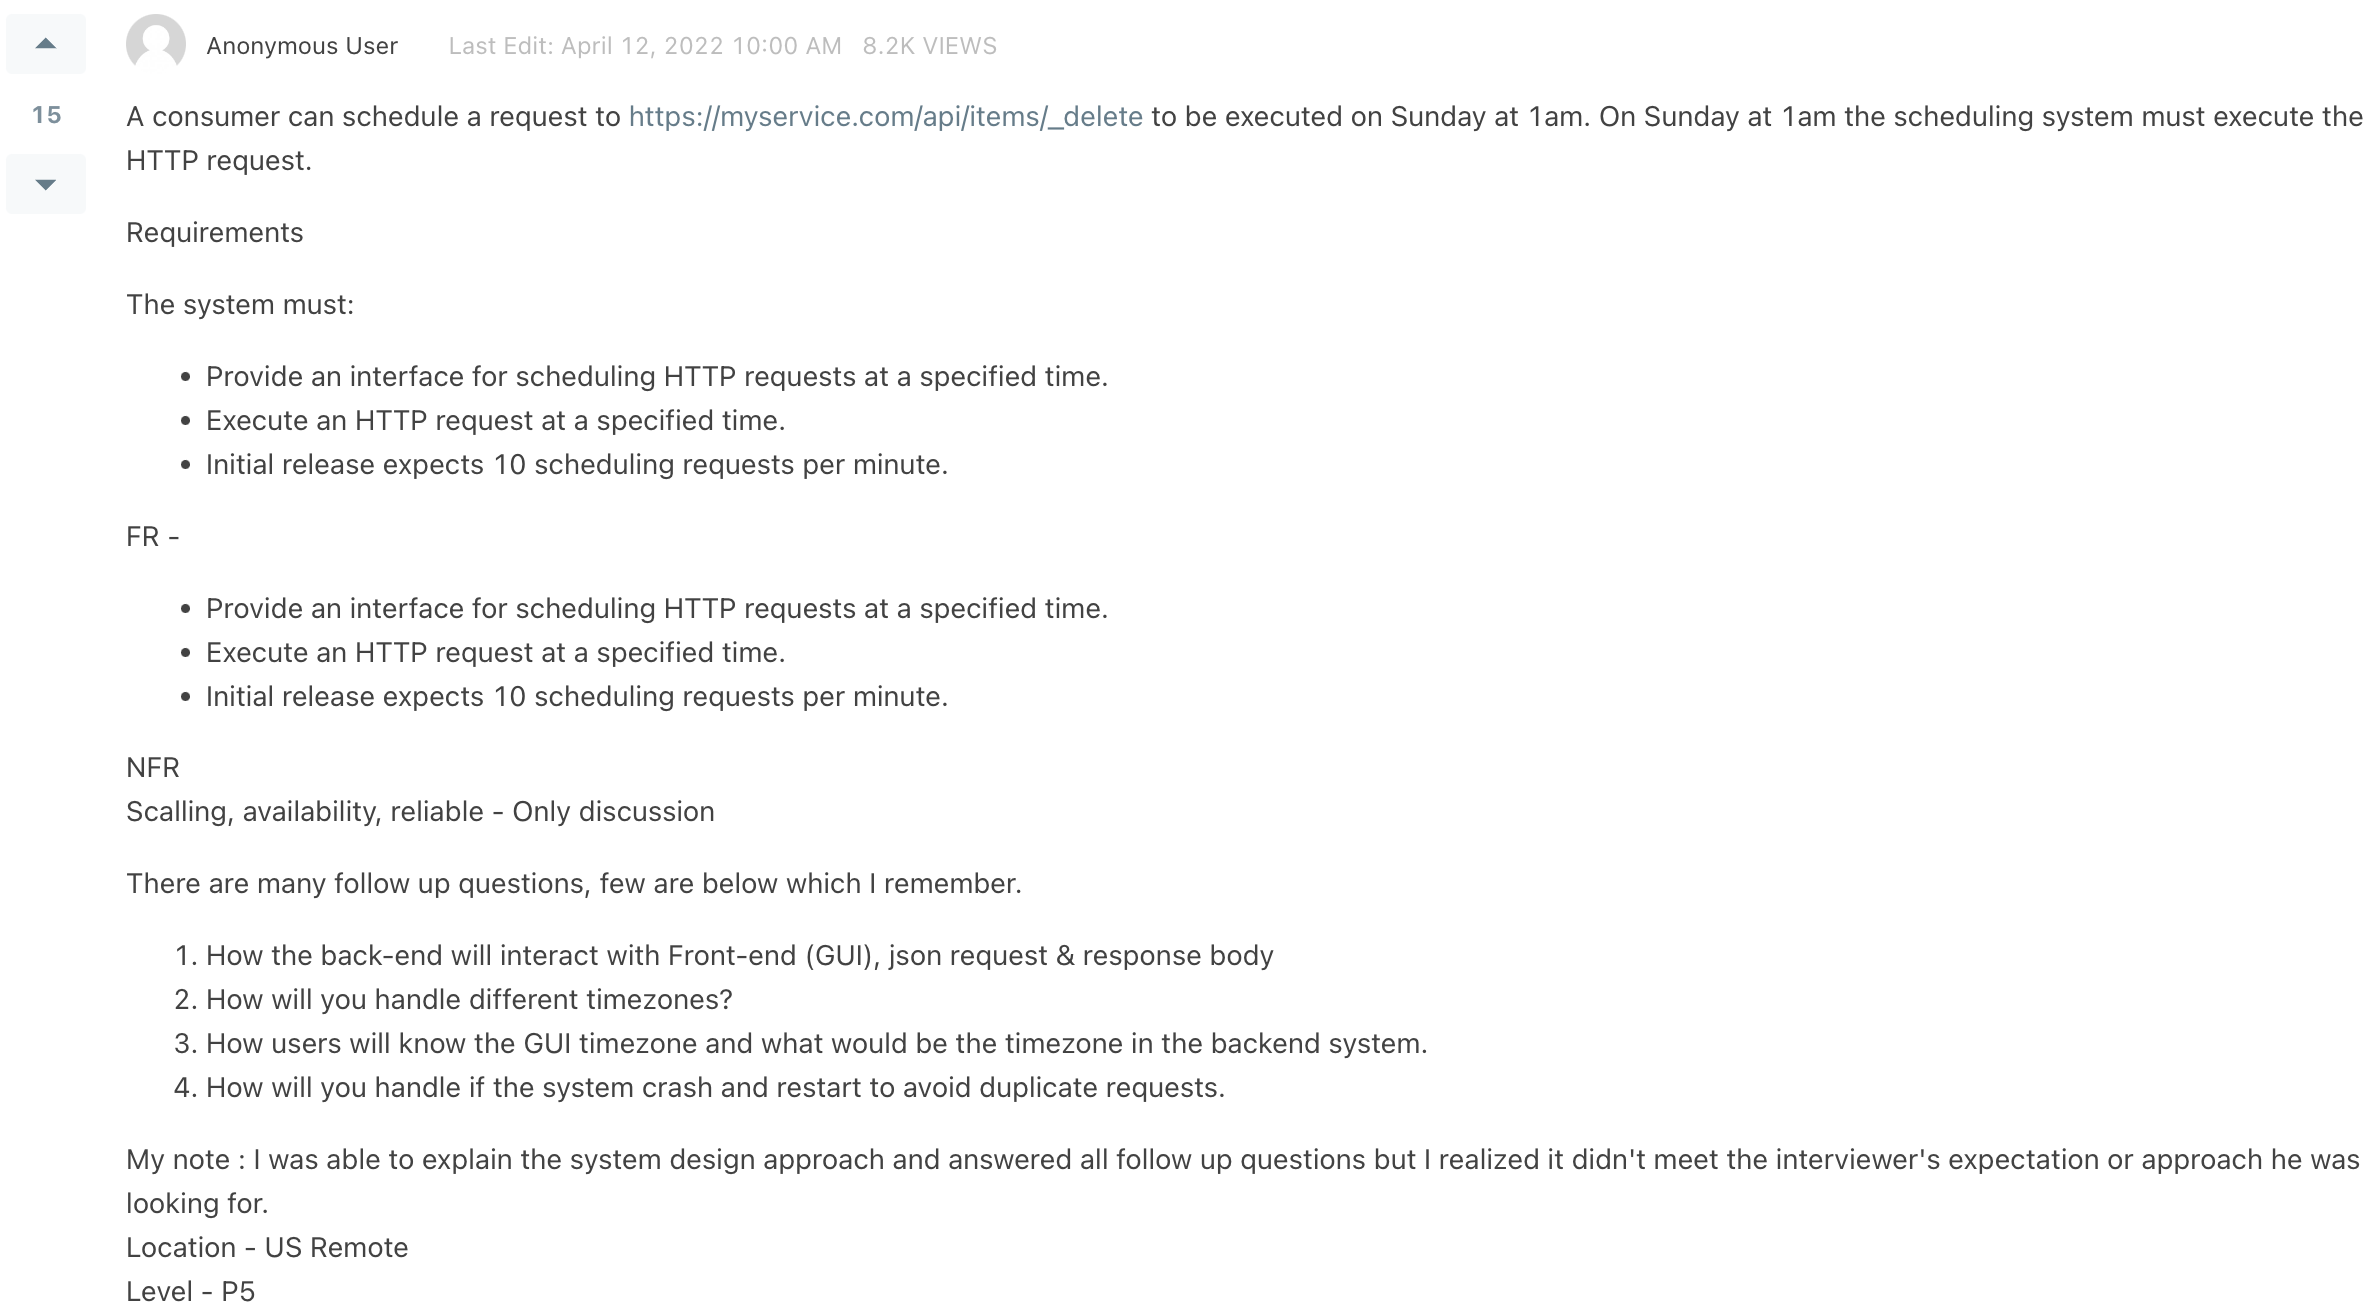 Anonymous User Last Edit: April 12, 2022 10:00 AM 8.2K VIEWS
15
A consumer can schedule a request to https://myservice.com/api/items/_delete to be executed on Sunday at 1am. On Sunday at 1am the scheduling system must execute the
HTTP request.
Requirements
The system must:
• Provide an interface for scheduling HTTP requests at a specified time.
• Execute an HTTP request at a specified time.
• Initial release expects 10 scheduling requests per minute.
FR -
• Provide an interface for scheduling HTTP requests at a specified time.
• Execute an HTTP request at a specified time.
• Initial release expects 10 scheduling requests per minute.
NFR
Scalling, availability, reliable - Only discussion
There are many follow up questions, few are below which I remember.
1. How the back-end will interact with Front-end (GUI), json request & response body
2. How will you handle different timezones?
3. How users will know the GUI timezone and what would be the timezone in the backend system.
4. How will you handle if the system crash and restart to avoid duplicate requests.
My note : I was able to explain the system design approach and answered all follow up questions but I realized it didn't meet the interviewer's expectation or approach he was
looking for.
Location - US Remote
Level - P5